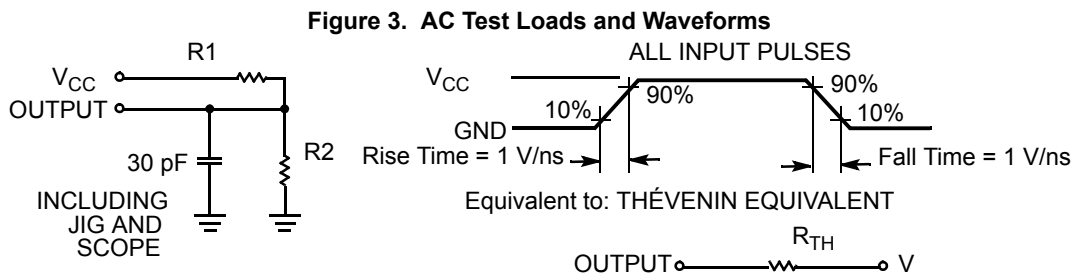 Figure 3. AC Test Loads and Waveforms
R1
VCC
OUTPUT
30 pF
R2
INCLUDING
JIG AND
SCOPE
ALL INPUT PULSES
VCC
GND
10%
90%
90%
10%
Rise Time = 1 V/ns
Fall Time = 1 V/ns
Equivalent to: THÉVENIN EQUIVALENT
RTH
OUTPUT
V